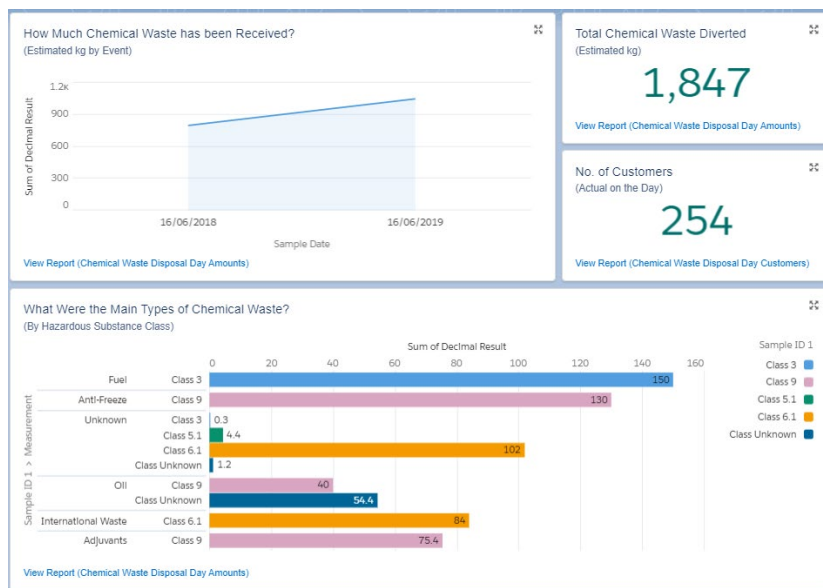 How Much Chemical Waste has been Received?
(Estimated kg by Event)
Sum of Decimal Result
1.2K
900
600
300
0
16/06/2018 16/06/2019
Sample Date
View Report (Chemical Waste Disposal Day Amounts)
Total Chemical Waste Diverted
(Estimated kg)
1,847
View Report (Chemical Waste Disposal Day Amounts)
No. of Customers
(Actual on the Day)
254
View Report (Chemical Waste Disposal Day Customers)
What Were the Main Types of Chemical Waste?
(By Hazardous Substance Class)
Sum of Decimal Result
0 20 40 60 80 100 120 140 160
Sample ID 1 > Measurement
Fuel Class 3 150
Anti-Freeze Class 9 130
Unknown Class 3 0.3
Class 5.1 4.4
Class 6.1 102
Class Unknown 1.2
Oil Class 9 40
Class Unknown 54.4
International Waste Class 6.1 84
Adjuvants Class 9 75.4
Sample ID 1
Class 3
Class 9
Class 5.1
Class 6.1
Class Unknown
View Report (Chemical Waste Disposal Day Amounts)